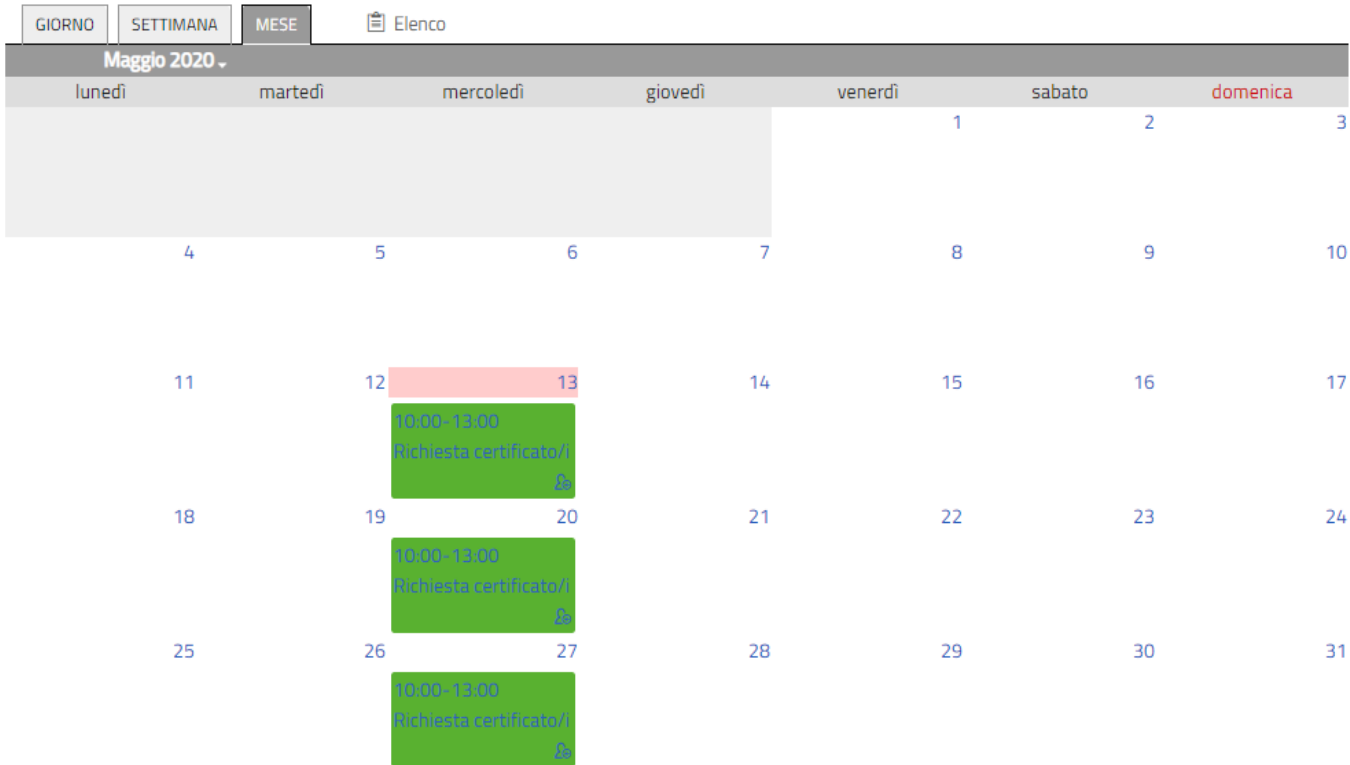 GIORNO SETTIMANA MESE Elenco
Maggio 2020
lunedì martedì mercoledì giovedì venerdì sabato domenica
1 2 3
4 5 6 7 8 9 10
11 12 13 14 15 16 17
10:00-13:00
Richiesta certificato/i
18 19 20 21 22 23 24
10:00-13:00
Richiesta certificato/i
25 26 27 28 29 30 31
10:00-13:00
Richiesta certificato/i